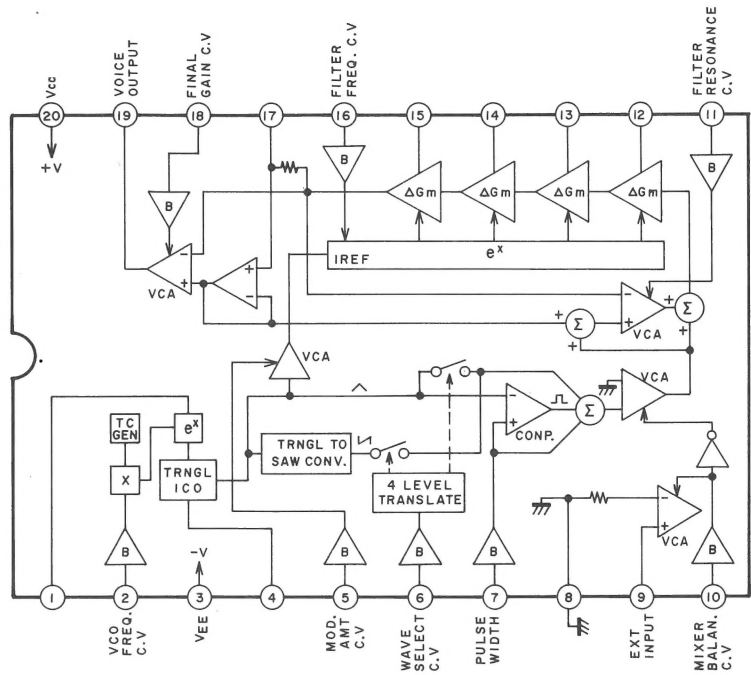 Vcc
VOICE
OUTPUT
FINAL
GAIN C.V
FILTER
FREQ. C.V
FILTER
RESONANCE
C.V
20
19
18
17
16
15
14
13
12
11
+V
B
B
B
ΔGm
ΔGm
ΔGm
ΔGm
IREF
e^x
-
+
VCA
+
-
-
+
VCA
+
Σ
+
+
Σ
+
VCA
VCA
TC
GEN
e^x
X
TRNGL
ICO
TRNGL TO
SAW CONV.
4 LEVEL
TRANSLATE
-
+
CONP.
Σ
-
+
VCA
B
B
B
B
B
-V
1
2
3
4
5
6
7
8
9
10
VCO
FREQ.
C.V
VEE
MOD.
AMT
C.V
WAVE
SELECT
C.V
PULSE
WIDTH
EXT
INPUT
MIXER
BALAN.
C.V